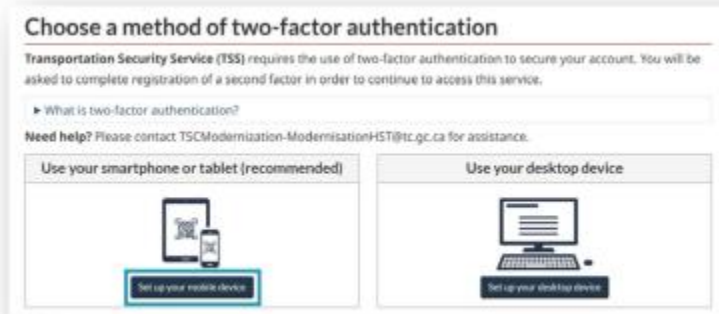 Choose a method of two-factor authentication
Transportation Security Service (TSS) requires the use of two-factor authentication to secure your account. You will be
asked to complete registration of a second factor in order to continue to access this service.
What is two-factor authentication?
Need help? Please contact TSCModernization-ModernisationHST@tc.gc.ca for assistance.
Use your smartphone or tablet (recommended)
Use your desktop device
Set up your mobile device
Set up your desktop device